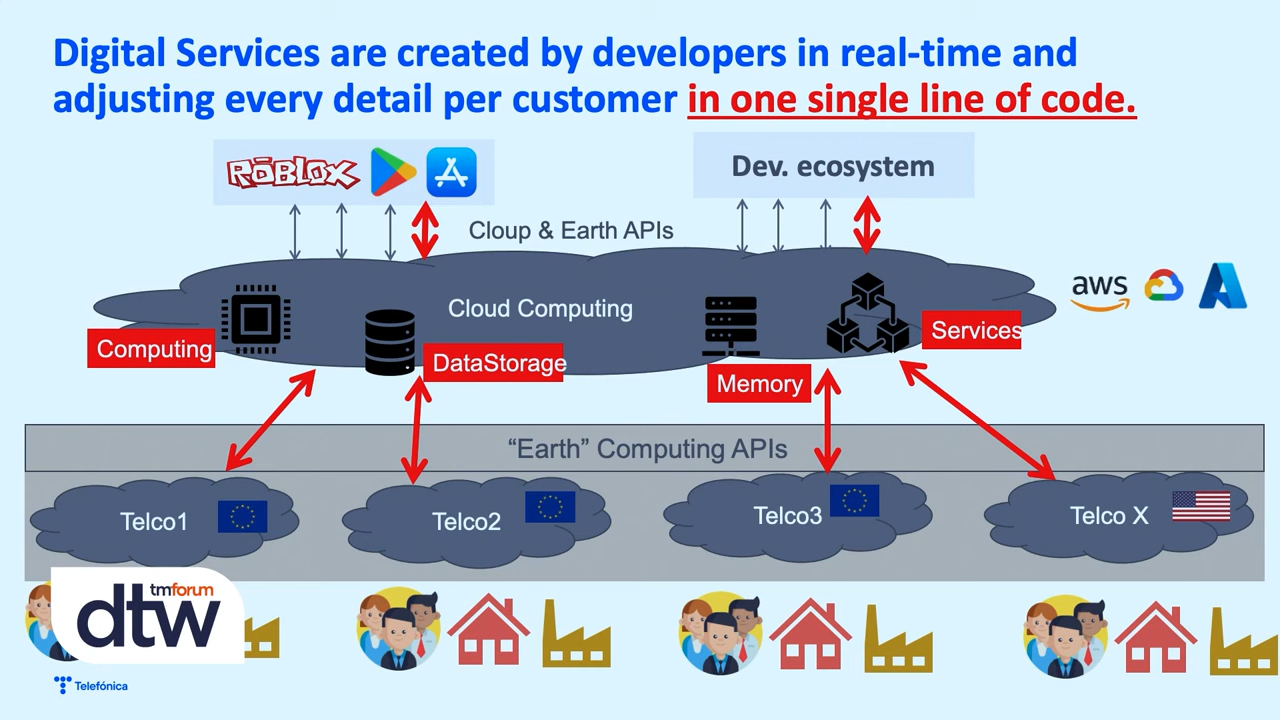 Digital Services are created by developers in real-time and
adjusting every detail per customer in one single line of code.
ROBLOX
Dev. ecosystem
Cloup & Earth APIs
aws
Cloud Computing
Services
Computing
DataStorage
Memory
“Earth” Computing APIs
Telco1
Telco2
Telco3
Telco X
tmforum
dtw
Telefónica